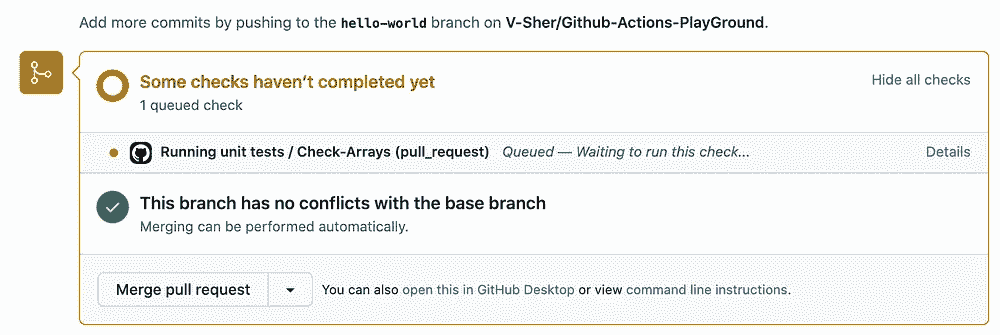 Add more commits by pushing to the hello-world branch on V-Sher/Github-Actions-PlayGround.
Some checks haven't completed yet
Hide all checks
1 queued check
Running unit tests / Check-Arrays (pull_request) Queued — Waiting to run this check...
Details
This branch has no conflicts with the base branch
Merging can be performed automatically.
Merge pull request
You can also open this in GitHub Desktop or view command line instructions.